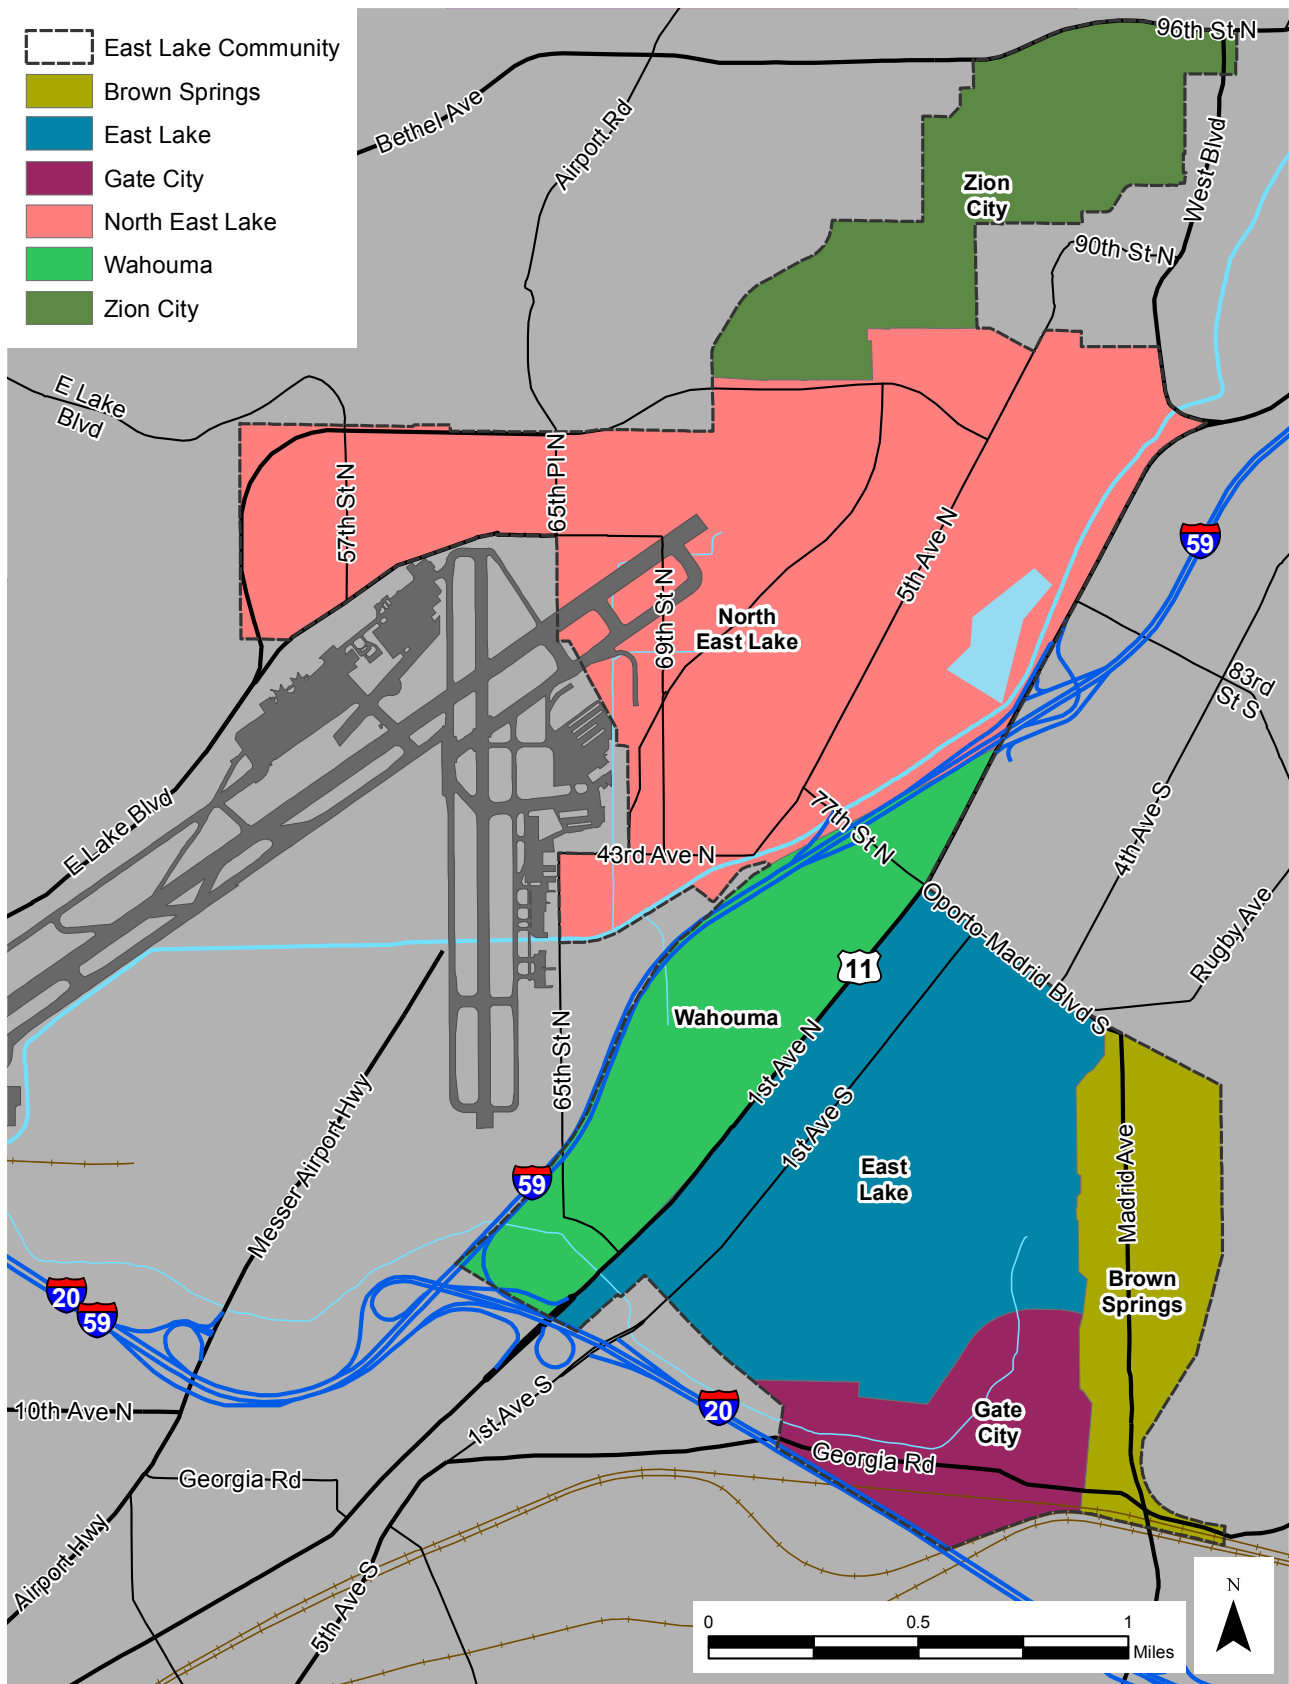 East Lake Community
Brown Springs
East Lake
Gate City
North East Lake
Wahouma
Zion City
96th St N
Bethel Ave
Airport Rd
West Blvd
Zion
City
90th St N
E Lake
Blvd
57th St N
65th Pl N
59
5th Ave N
69th St N
North
East Lake
83rd
St S
E Lake Blvd
77th St N
4th Ave S
43rd Ave N
Oporto-Madrid Blvd S
Rugby Ave
11
Wahouma
65th St N
1st Ave N
1st Ave S
Messer Airport Hwy
East
Lake
59
Madrid Ave
Brown
Springs
20
59
10th Ave N
1st Ave S
20
Gate
City
Georgia Rd
Georgia Rd
Airport Hwy
5th Ave S
0 0.5 1
Miles
N